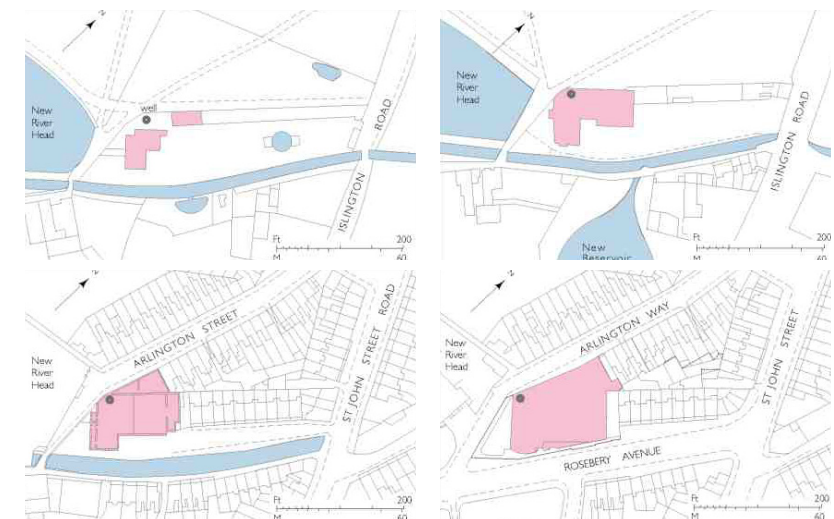 N
New
River
Head
well
ISLINGTON ROAD
Ft 200
M 60
N
New
River
Head
ISLINGTON ROAD
New
Reservoir
Ft 200
M 60
N
New
River
Head
ARLINGTON STREET
ST JOHN STREET ROAD
Ft 200
M 60
N
New
River
Head
ARLINGTON WAY
ST JOHN STREET
ROSEBERY AVENUE
Ft 200
M 60